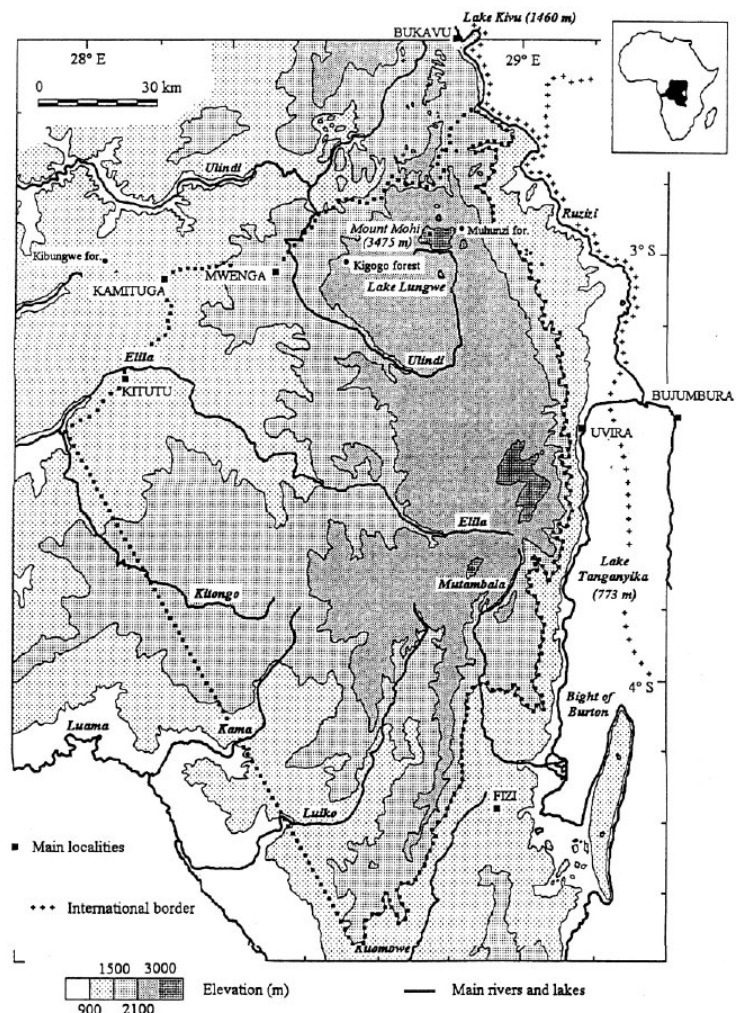 Lake Kivu (1460 m)
BUKAVU
28° E
29° E
0 30 km
Ulindi
Ruzizi
Mount Mohi
(3475 m)
Muhunzi for.
3° S
Kibungwe for.
MWENGA
Kigogo forest
KAMITUGA
Lake Lungwe
Elila
Ulindi
KITUTU
BUJUMBURA
UVIRA
Elila
Lake
Tanganyika
(773 m)
Mutambala
Kitongo
4° S
Bight of
Burton
Luama
Kama
FIZI
Luiko
Main localities
International border
Kuomowe
1500 3000
Elevation (m)
Main rivers and lakes
900 2100